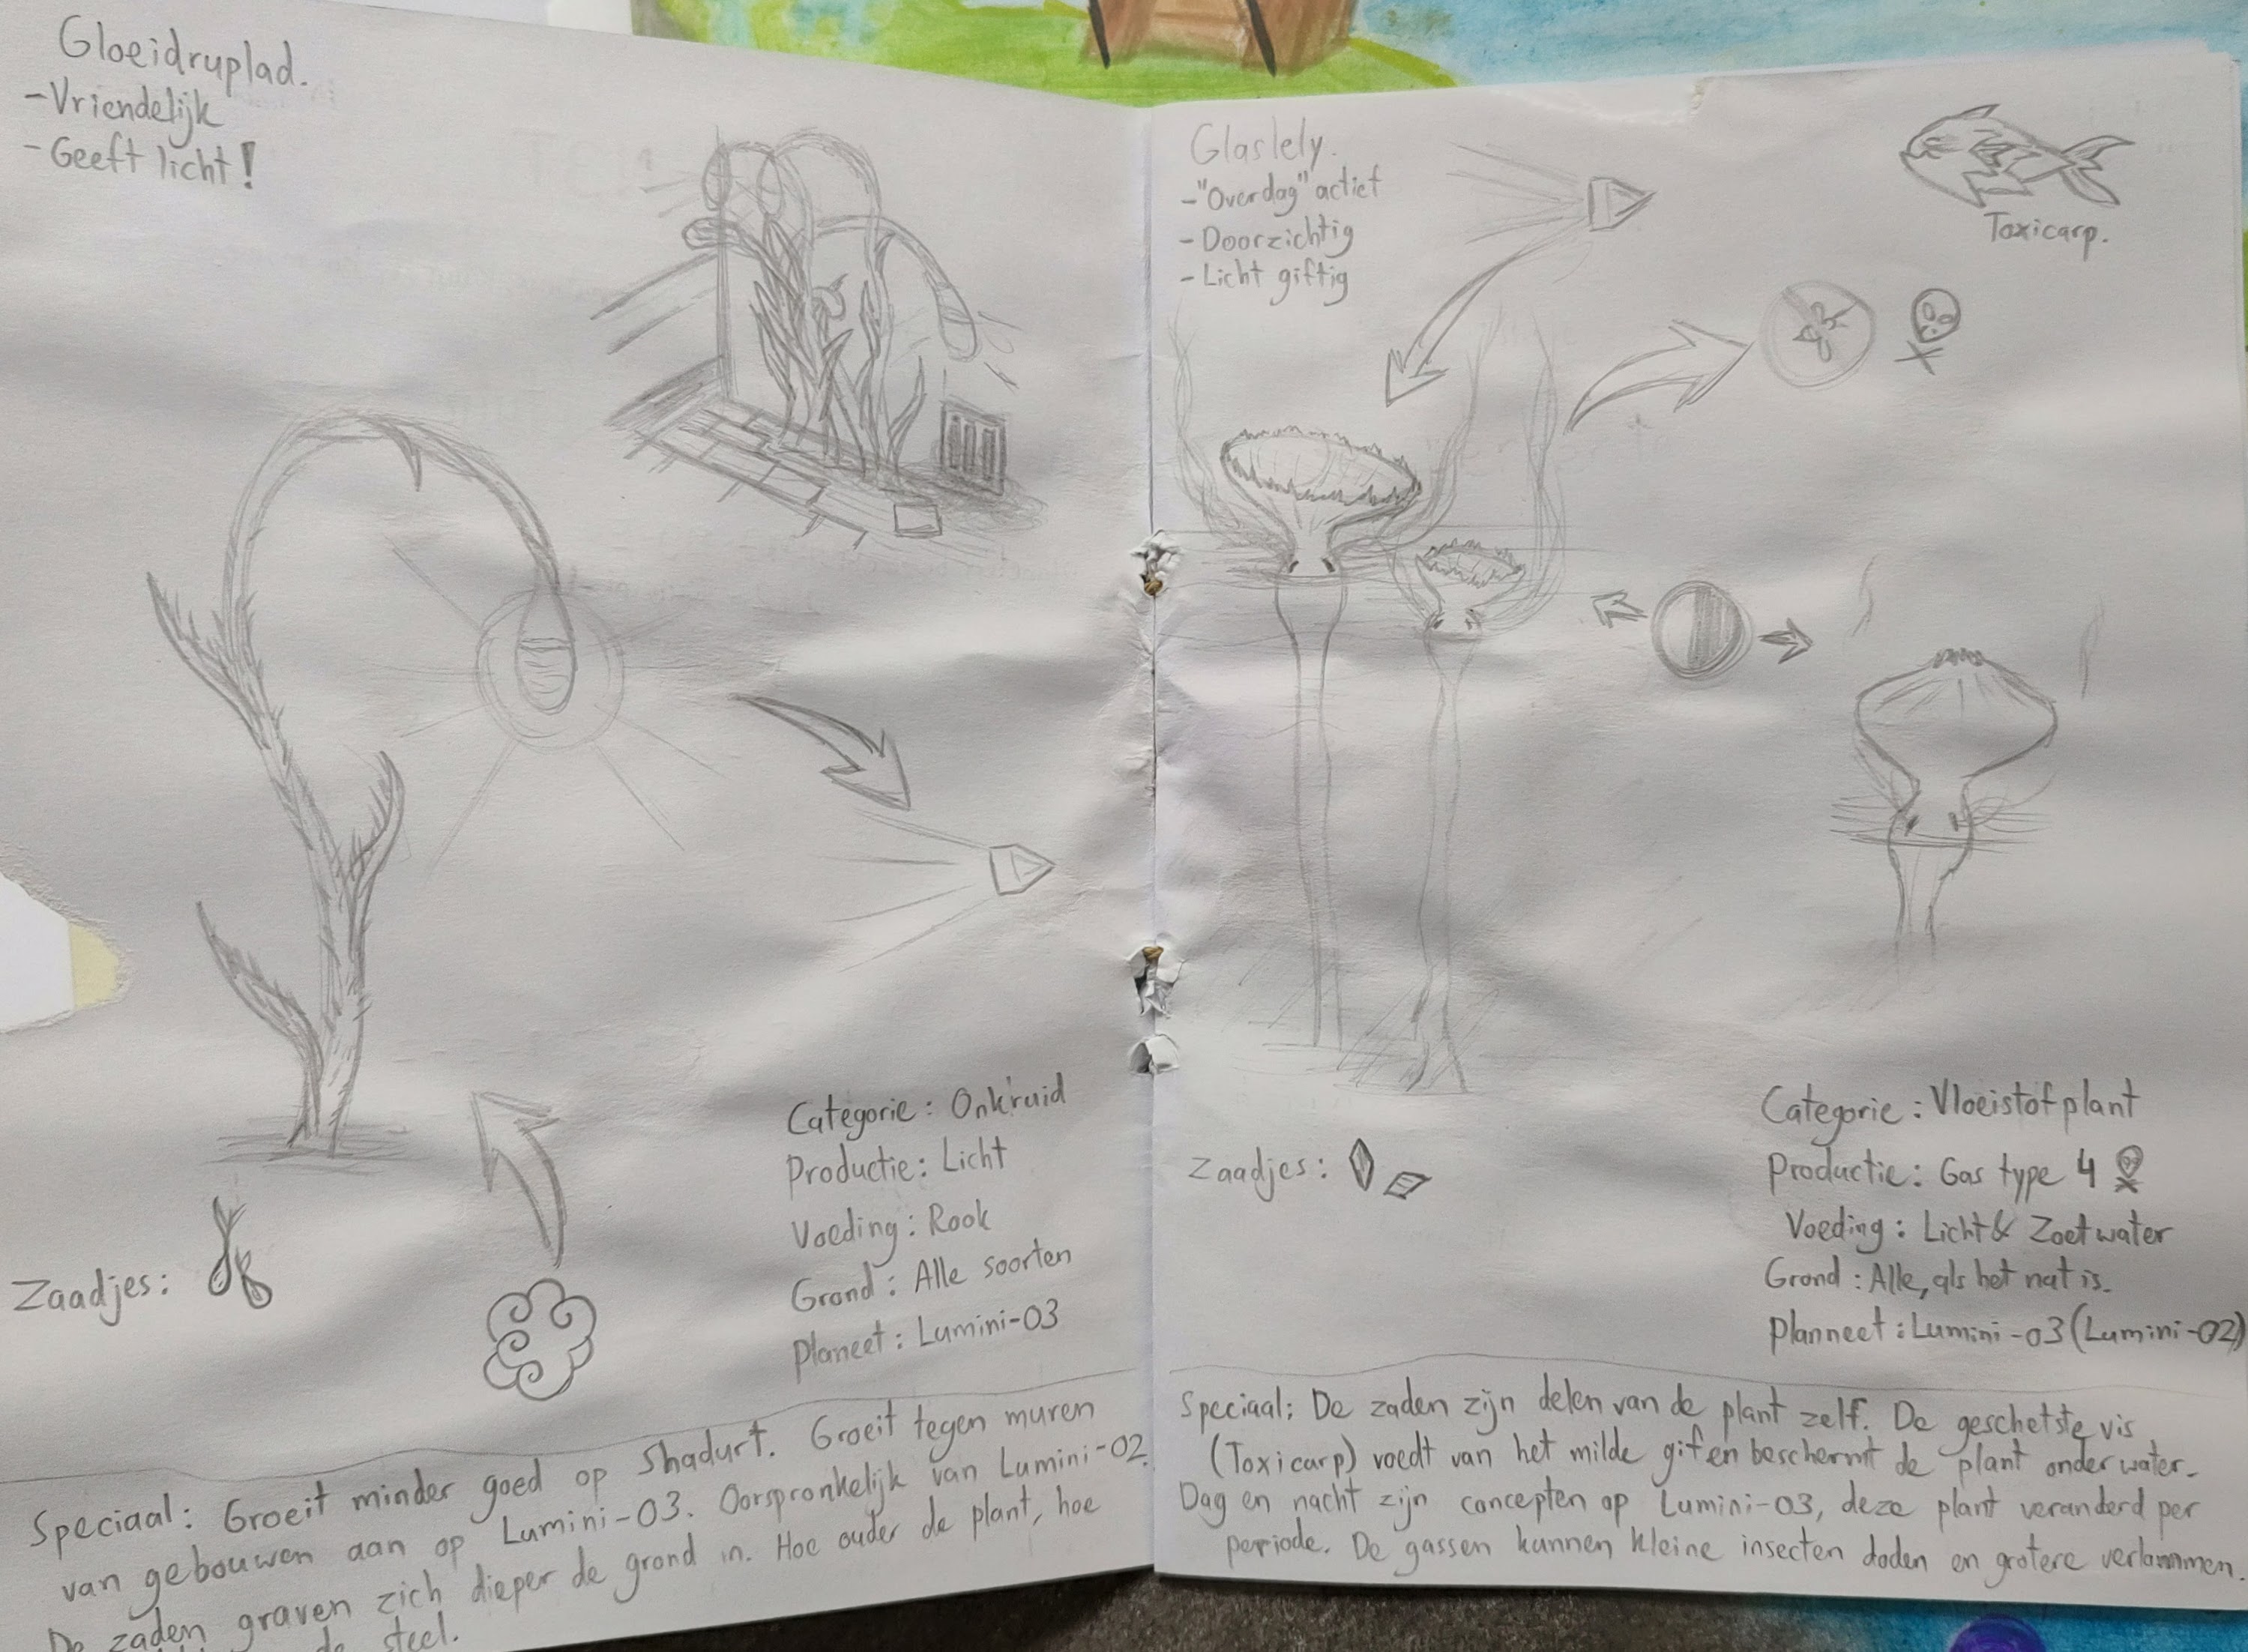 Gloeidruplad.
-Vriendelijk
-Geeft licht!
Zaadjes:
Categorie: Onkruid
Productie: Licht
Voeding: Rook
Grond: Alle soorten
Planeet: Lumini-03
Speciaal: Groeit minder goed op Shadurt. Groeit tegen muren
van gebouwen aan op Lumini-03. Oorspronkelijk van Lumini-02.
De zaden graven zich dieper de grond in. Hoe ouder de plant, hoe
de steel.
Glaslely.
-"Overdag" actief
-Doorzichtig
-Licht giftig
Toxicarp.
Zaadjes:
Categorie: Vloeistofplant
Productie: Gas type 4
Voeding: Licht & Zoetwater
Grond: Alle, als het nat is.
Planneet: Lumini-03 (Lumini-02)
Speciaal: De zaden zijn delen van de plant zelf. De geschetste vis
(Toxicarp) voedt van het milde gif en beschermt de plant onder water.
Dag en nacht zijn concepten op Lumini-03, deze plant veranderd per
periode. De gassen kunnen kleine insecten doden en grotere verlammen.